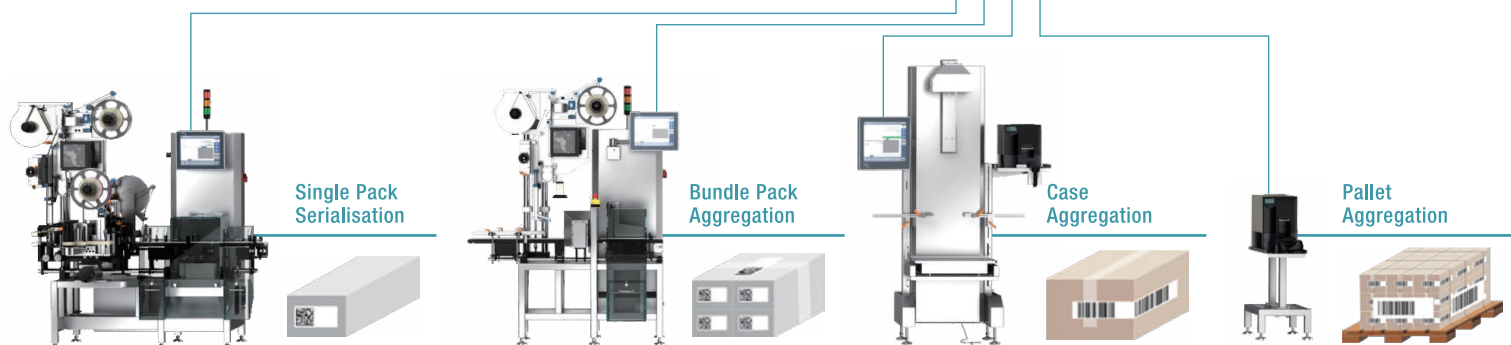 Single Pack
Serialisation
Bundle Pack
Aggregation
Case
Aggregation
Pallet
Aggregation